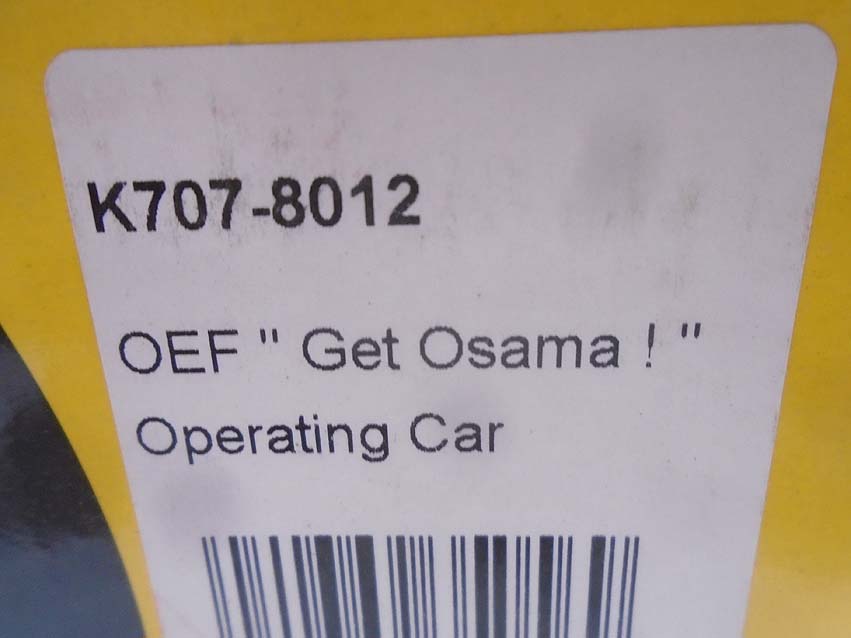 K707-8012
OEF " Get Osama ! "
Operating Car